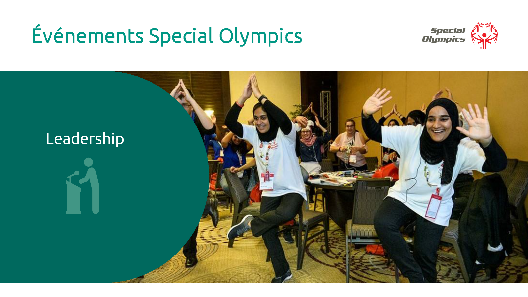 Événements Special Olympics
Special
Olympics
Leadership